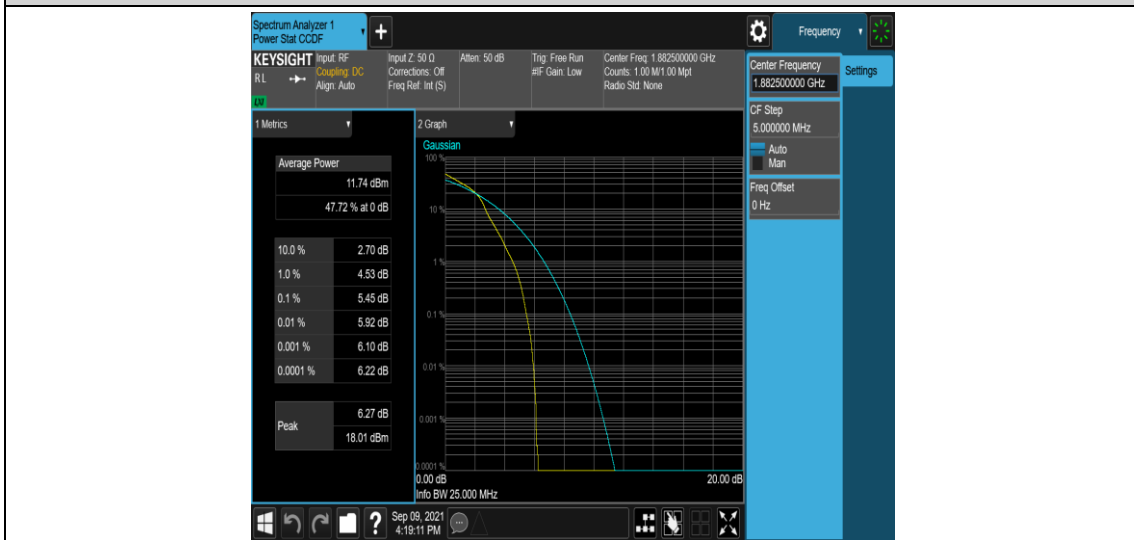 Spectrum Analyzer 1
Power Stat CCDF
+
Frequency
KEYSIGHT
RL
LXI
Input: RF
Coupling: DC
Align: Auto
Input Z: 50 Ω
Corrections: Off
Freq Ref: Int (S)
Atten: 50 dB
Trig: Free Run
#IF Gain: Low
Center Freq: 1.882500000 GHz
Counts: 1.00 M/1.00 Mpt
Radio Std: None
Center Frequency
1.882500000 GHz
Settings
CF Step
5.000000 MHz
Auto
Man
Freq Offset
0 Hz
1 Metrics
Average Power
11.74 dBm
47.72 % at 0 dB
10.0 % 2.70 dB
1.0 % 4.53 dB
0.1 % 5.45 dB
0.01 % 5.92 dB
0.001 % 6.10 dB
0.0001 % 6.22 dB
Peak
6.27 dB
18.01 dBm
2 Graph
Gaussian
100 %
10 %
1 %
0.1 %
0.01 %
0.001 %
0.0001 %
0.00 dB 20.00 dB
Info BW 25.000 MHz
?
Sep 09, 2021
4:19:11 PM